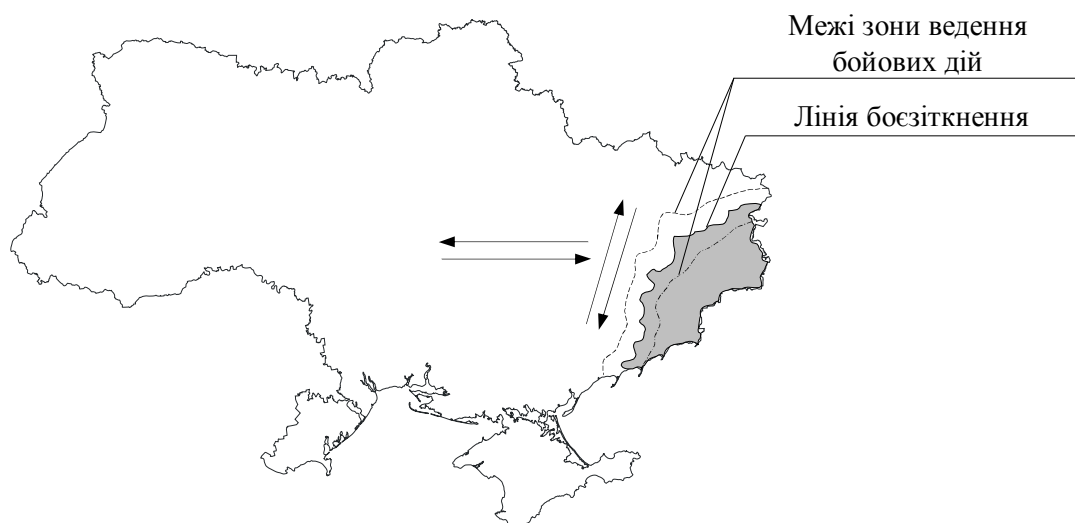 Межі зони ведення
бойових дій
Лінія боєзіткнення